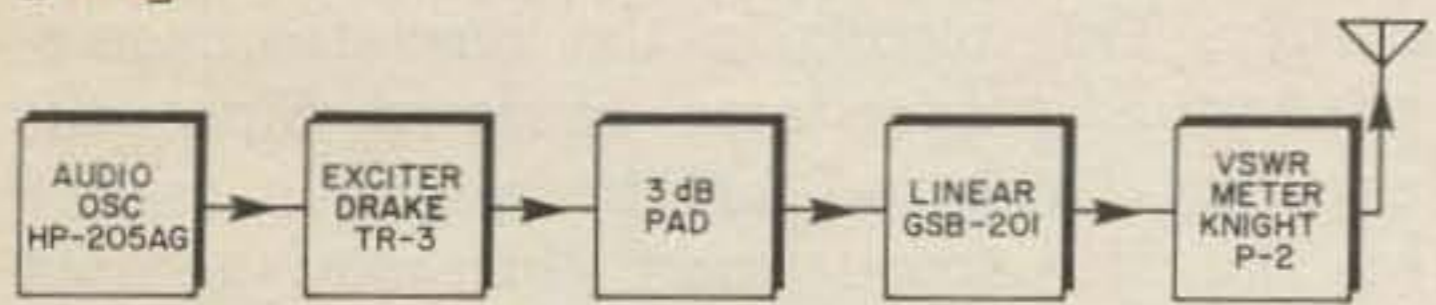 AUDIO
OSC
HP-205AG
EXCITER
DRAKE
TR-3
3 dB
PAD
LINEAR
GSB-201
VSWR
METER
KNIGHT
P-2